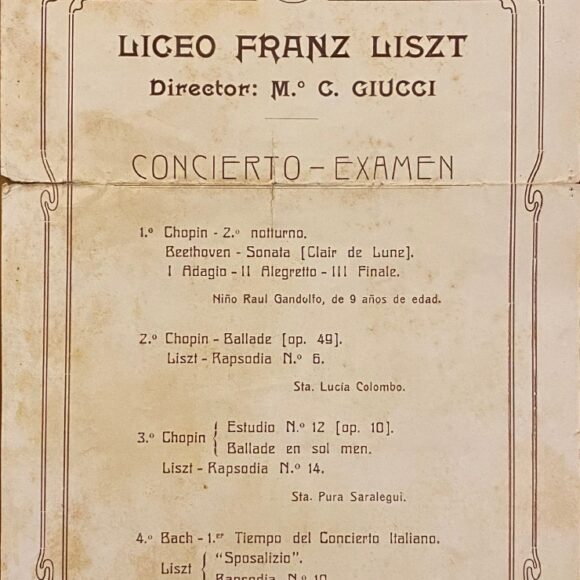 LICEO FRANZ LISZT
Director: M.º C. GIUCCI
CONCIERTO - EXAMEN
1.º Chopin - 2.º notturno.
Beethoven - Sonata [Clair de Lune].
I Adagio - II Alegretto - III Finale.
Niño Raul Gandolfo, de 9 años de edad.
2.º Chopin - Ballade [op. 49].
Liszt - Rapsodia N.º 6.
Sta. Lucía Colombo.
3.º Chopin { Estudio N.º 12 [op. 10].
Ballade en sol men.
Liszt - Rapsodia N.º 14.
Sta. Pura Saralegui.
4.º Bach - 1.er Tiempo del Concierto Italiano.
Liszt { "Sposalizio".
Rapsodia N.º 10